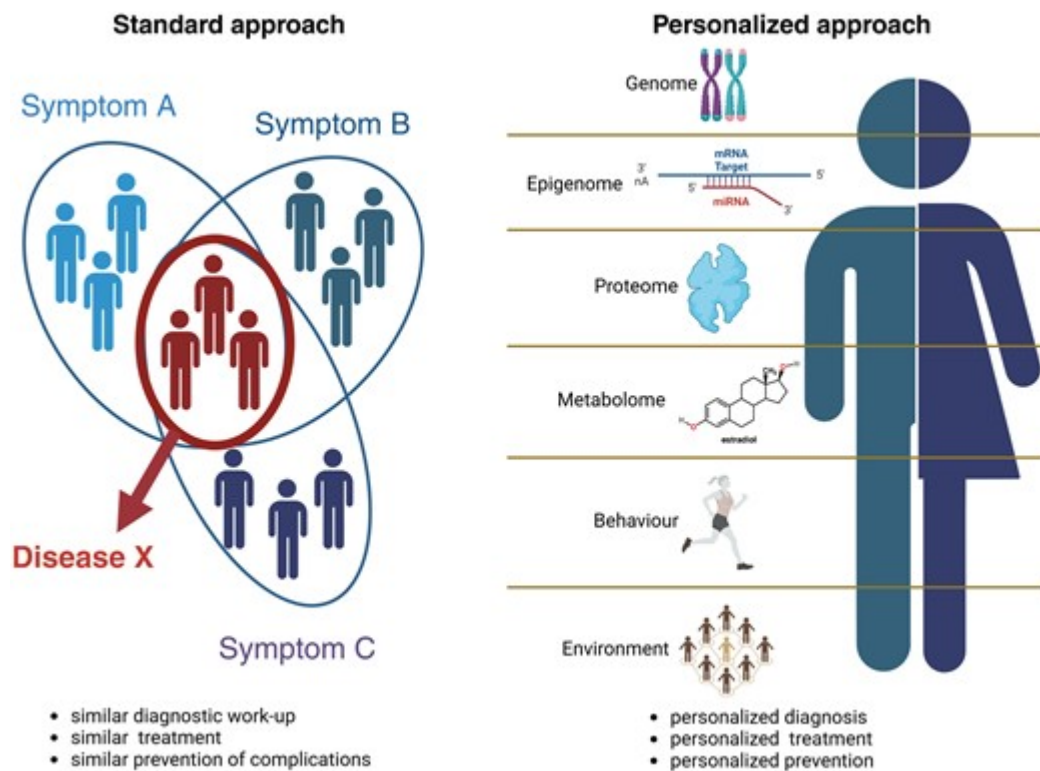 Standard approach
Symptom A
Symptom B
Disease X
Symptom C
• similar diagnostic work-up
• similar treatment
• similar prevention of complications
Personalized approach
Genome
Epigenome
3'
nA
mRNA
Target
5'
5'
miRNA
3'
Proteome
Metabolome
CH₃
O
H
H
O
estradiol
Behaviour
Environment
• personalized diagnosis
• personalized treatment
• personalized prevention